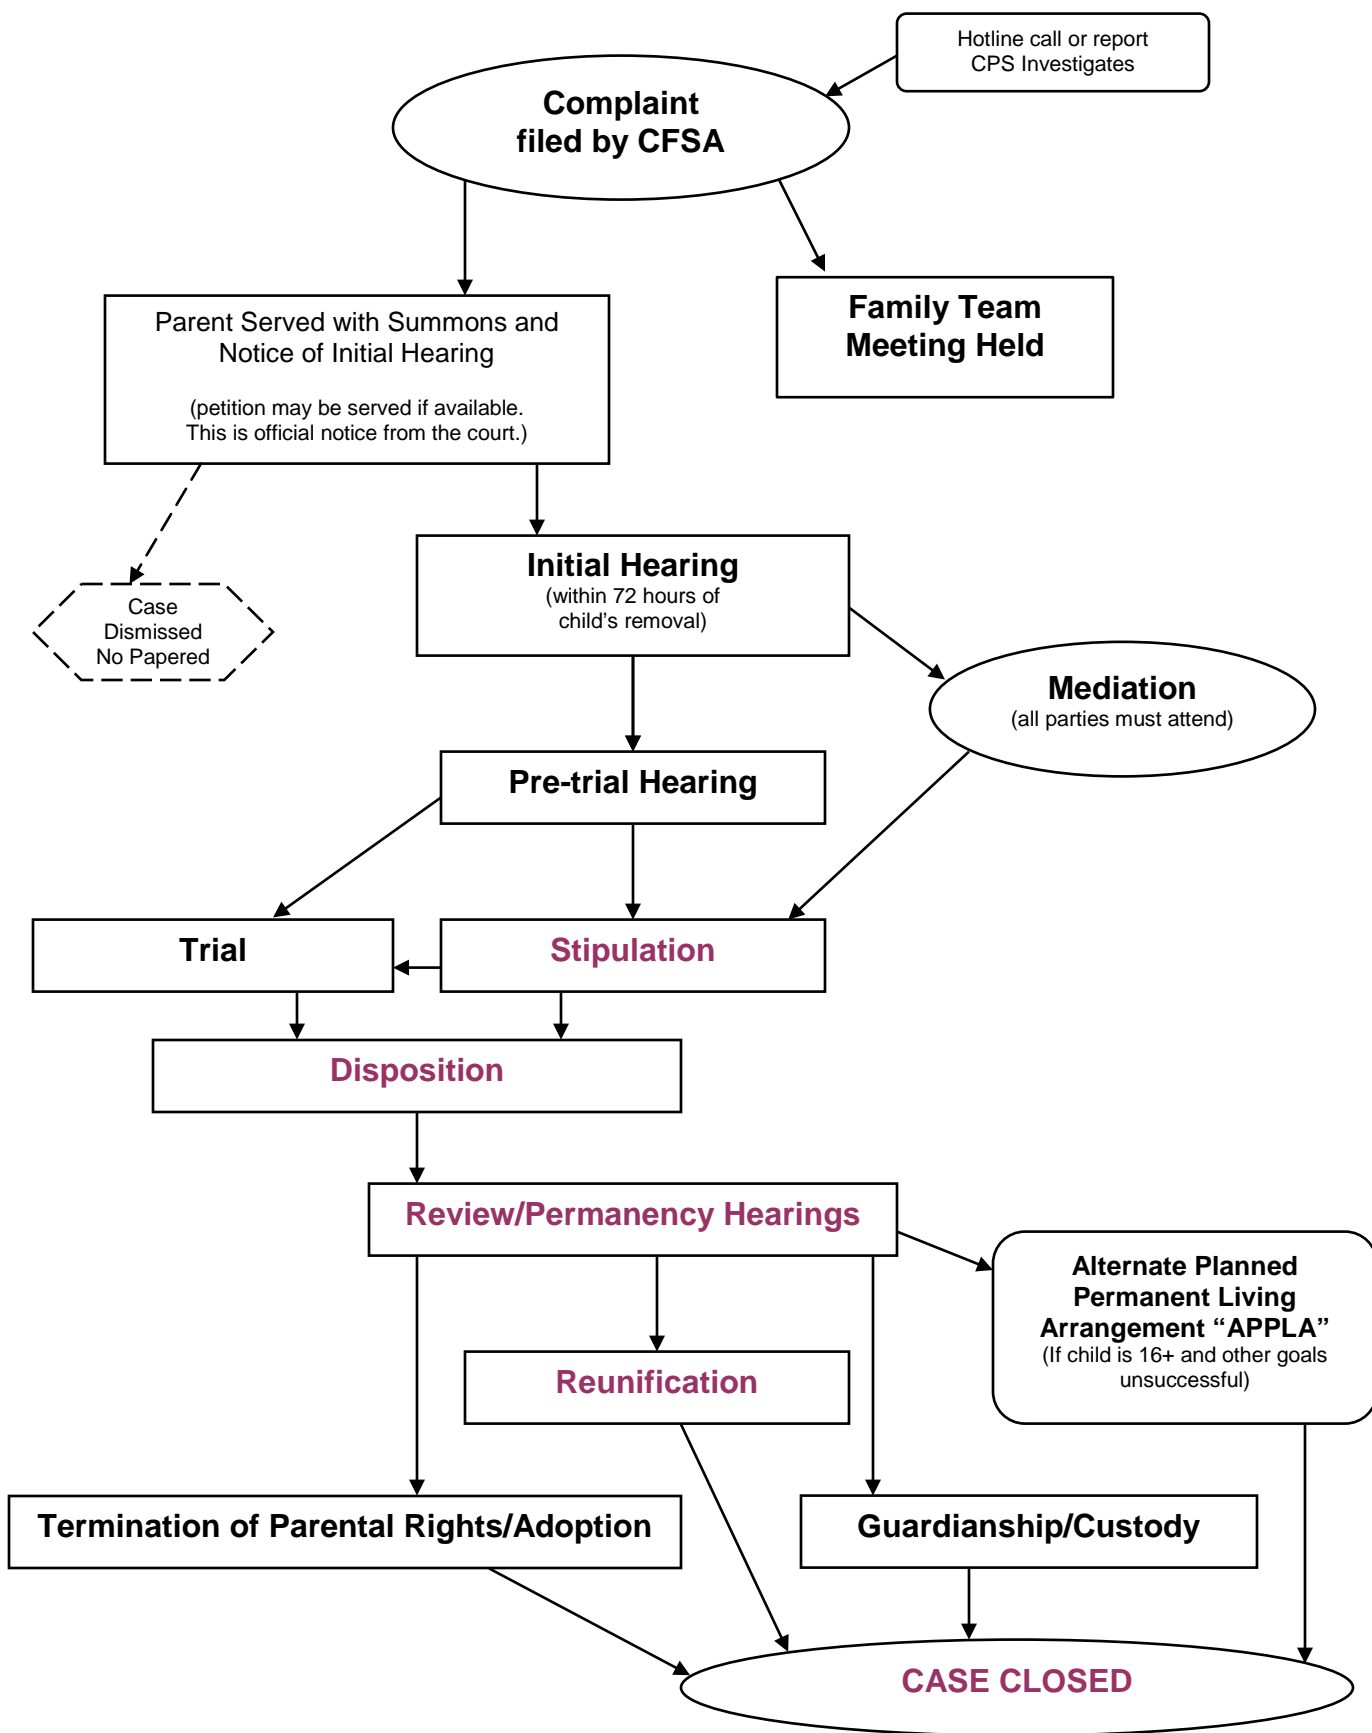 Hotline call or report
CPS Investigates
Complaint
filed by CFSA
Parent Served with Summons and
Notice of Initial Hearing
(petition may be served if available.
This is official notice from the court.)
Family Team
Meeting Held
Initial Hearing
(within 72 hours of
child’s removal)
Case
Dismissed
No Papered
Mediation
(all parties must attend)
Pre-trial Hearing
Trial
Stipulation
Disposition
Review/Permanency Hearings
Alternate Planned
Permanent Living
Arrangement “APPLA”
(If child is 16+ and other goals
unsuccessful)
Reunification
Termination of Parental Rights/Adoption
Guardianship/Custody
CASE CLOSED